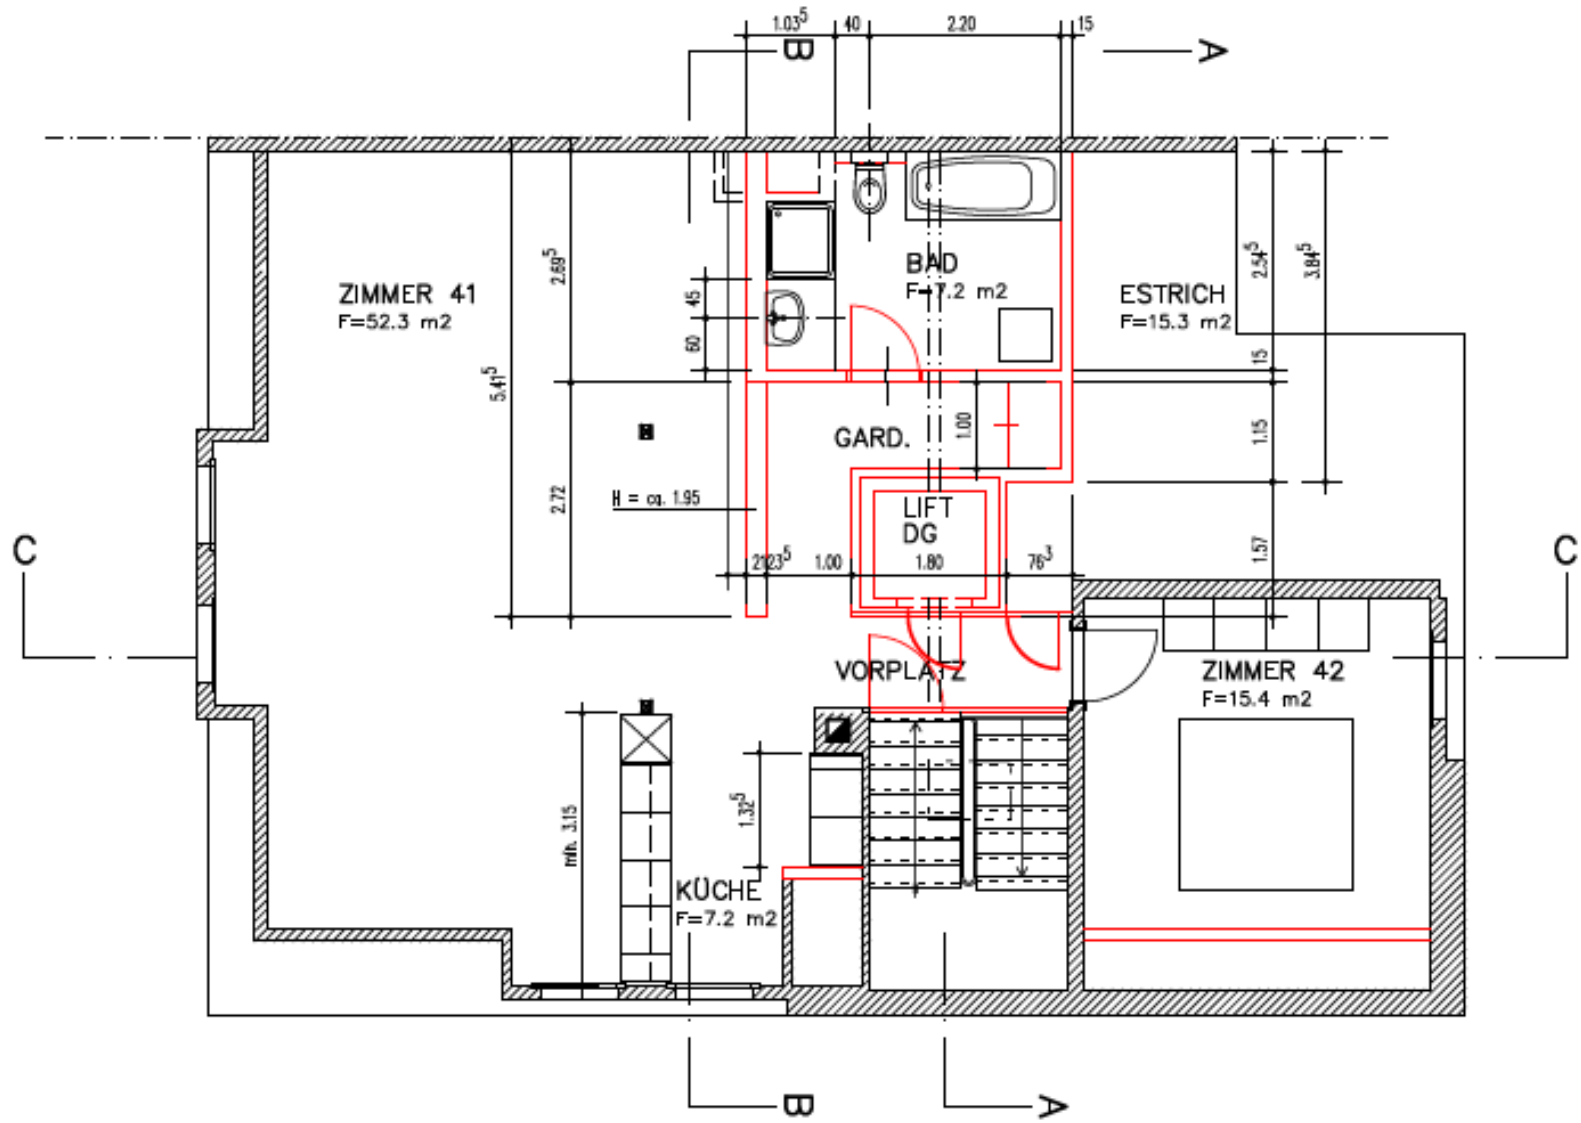 1.03⁵ 40 2.20 15
B A
ZIMMER 41
F=52.3 m2
BAD
F=7.2 m2
ESTRICH
F=15.3 m2
2.69⁵
45
60
5.41⁵
2.54⁵
3.84⁵
15
GARD.
1.00
1.15
2.72
H = ca. 1.95
LIFT
DG
1.57
C C
21 23⁵ 1.00 1.80 76³
VORPLATZ
ZIMMER 42
F=15.4 m2
min. 3.15
1.32⁵
KÜCHE
F=7.2 m2
B A